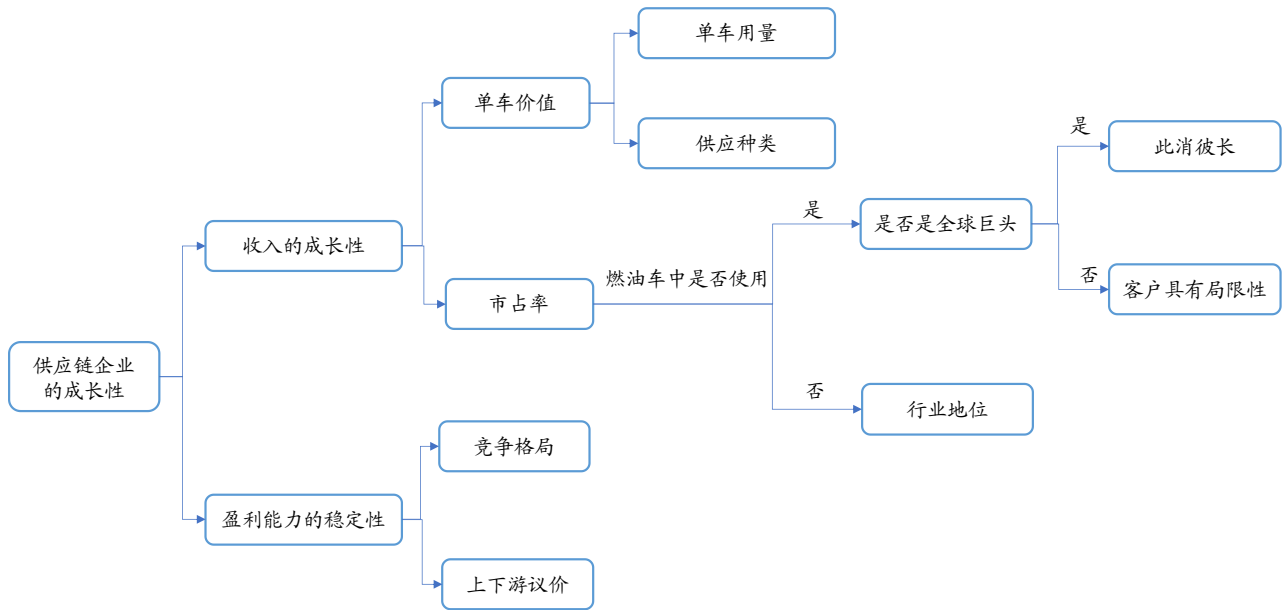 单车用量
单车价值
供应种类
是
此消彼长
收入的成长性
是
是否是全球巨头
燃油车中是否使用
市占率
否
客户具有局限性
供应链企业
的成长性
否
行业地位
竞争格局
盈利能力的稳定性
上下游议价